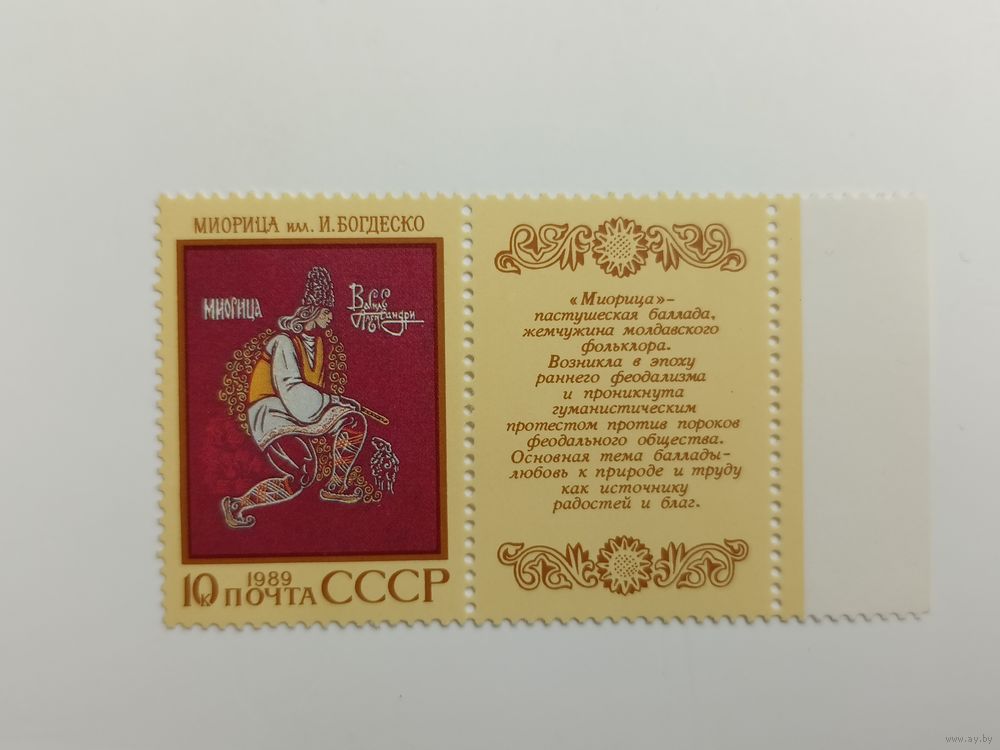 МИОРИЦА илл. И. БОГДЕСКО
МИОРИЦА
Василе
Александри
1989
10к ПОЧТА СССР
«Миорица»-
пастушеская баллада,
жемчужина молдавского
фольклора.
Возникла в эпоху
раннего феодализма
и проникнута
гуманистическим
протестом против пороков
феодального общества.
Основная тема баллады-
любовь к природе и труду
как источнику
радостей и благ.
www.ay.by